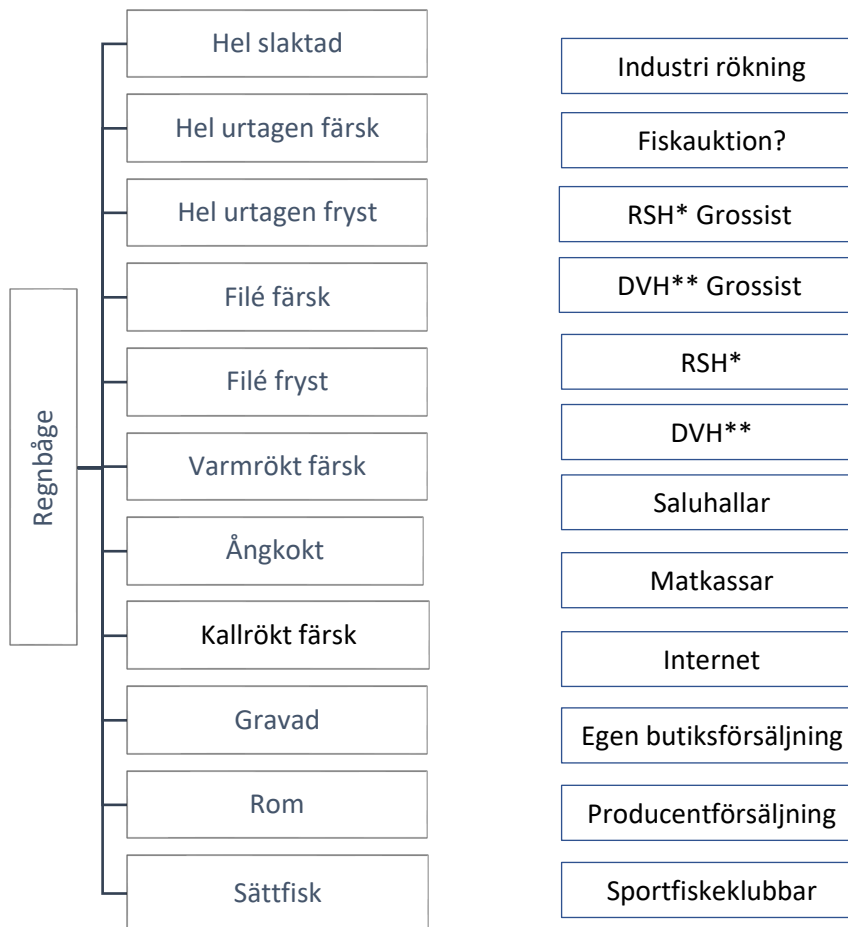 Regnbåge
Hel slaktad
Hel urtagen färsk
Hel urtagen fryst
Filé färsk
Filé fryst
Varmrökt färsk
Ångkokt
Kallrökt färsk
Gravad
Rom
Sättfisk
Industri rökning
Fiskauktion?
RSH* Grossist
DVH** Grossist
RSH*
DVH**
Saluhallar
Matkassar
Internet
Egen butiksförsäljning
Producentförsäljning
Sportfiskeklubbar